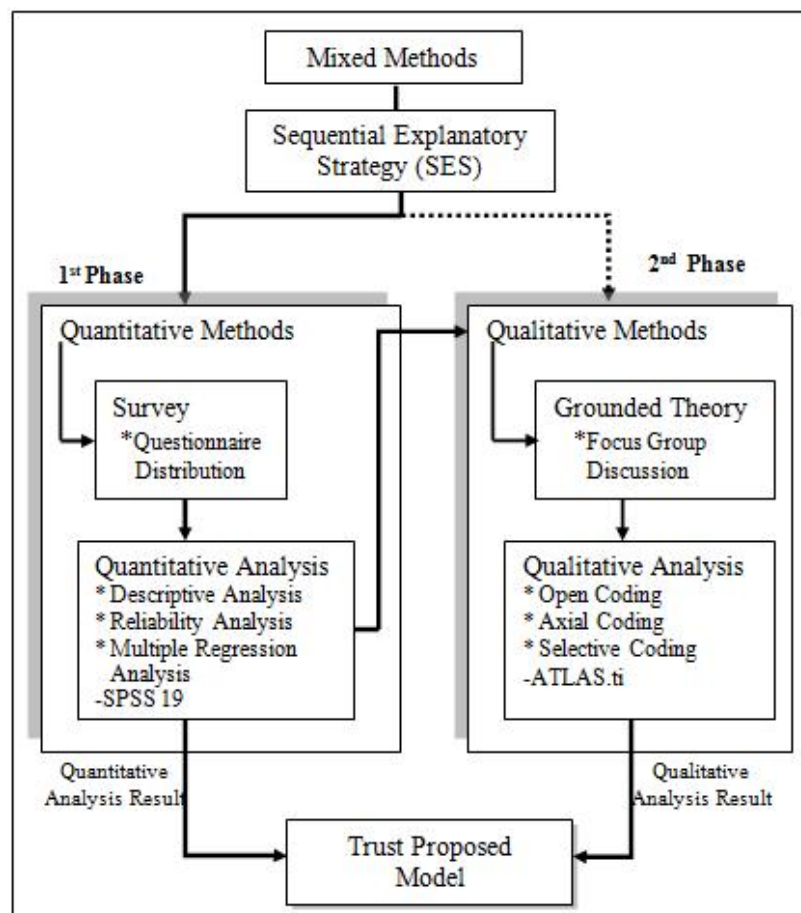 Mixed Methods
Sequential Explanatory
Strategy (SES)
1st Phase
2nd Phase
Quantitative Methods
Survey
*Questionnaire
Distribution
Quantitative Analysis
* Descriptive Analysis
* Reliability Analysis
* Multiple Regression
Analysis
-SPSS 19
Quantitative
Analysis Result
Qualitative Methods
Grounded Theory
*Focus Group
Discussion
Qualitative Analysis
* Open Coding
* Axial Coding
* Selective Coding
-ATLAS.ti
Qualitative
Analysis Result
Trust Proposed
Model